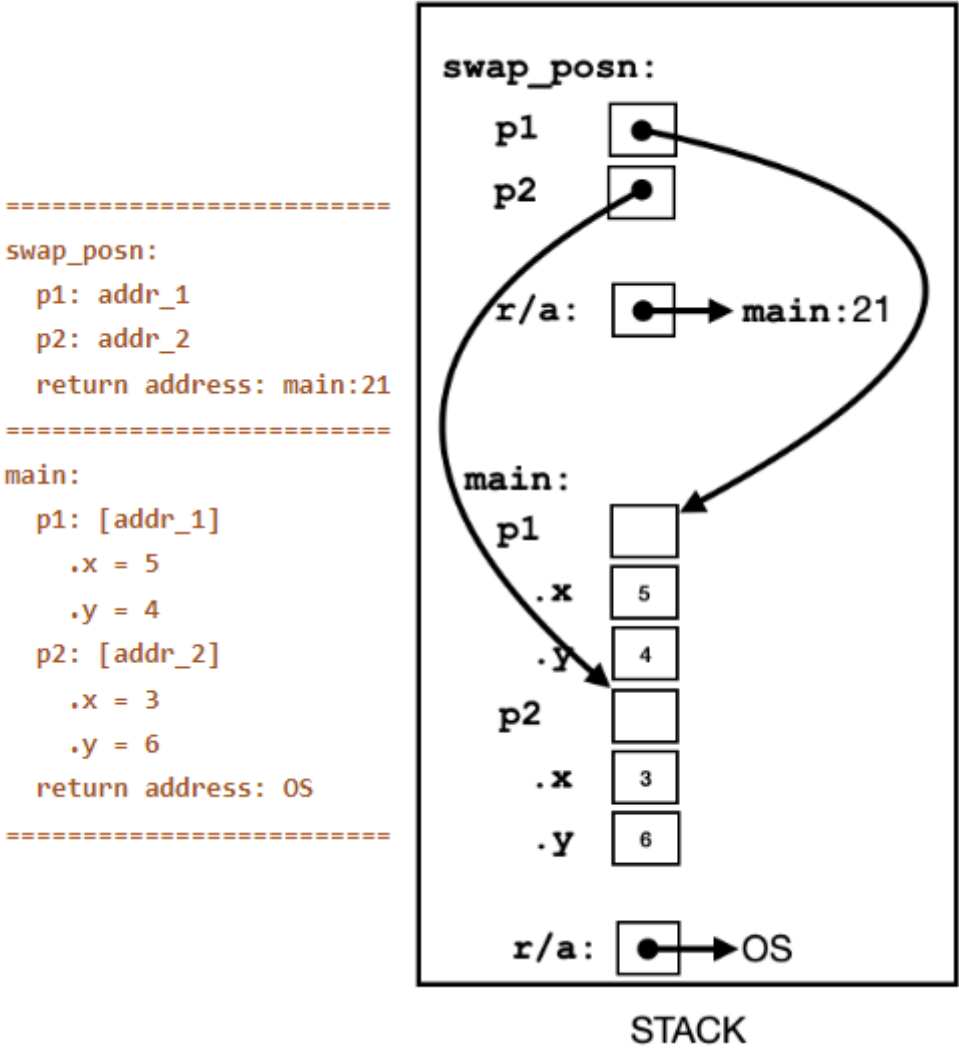 ==========================
swap_posn:
p1: addr_1
p2: addr_2
return address: main:21
==========================
main:
p1: [addr_1]
.x = 5
.y = 4
p2: [addr_2]
.x = 3
.y = 6
return address: OS
==========================
swap_posn:
p1
p2
r/a: main:21
main:
p1
.x 5
.y 4
p2
.x 3
.y 6
r/a: OS
STACK